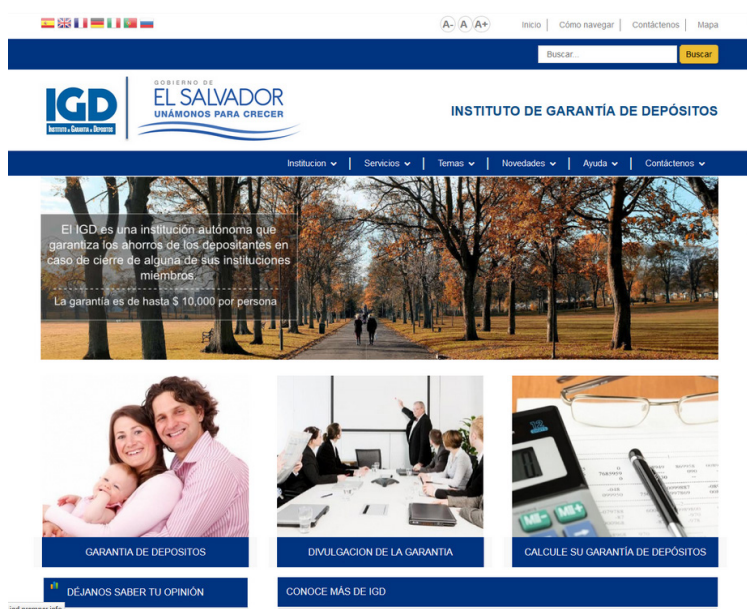 A- A A+ Inicio Cómo navegar Contáctenos Mapa
Buscar... Buscar
IGD
INSTITUTO DE GARANTIA DE DEPOSITOS
GOBIERNO DE
EL SALVADOR
UNÁMONOS PARA CRECER
INSTITUTO DE GARANTÍA DE DEPÓSITOS
Institucion Servicios Temas Novedades Ayuda Contáctenos
El IGD es una institución autónoma que
garantiza los ahorros de los depositantes en
caso de cierre de alguna de sus instituciones
miembros.
La garantía es de hasta $ 10,000 por persona
GARANTIA DE DEPOSITOS
DIVULGACION DE LA GARANTIA
CALCULE SU GARANTÍA DE DEPÓSITOS
DÉJANOS SABER TU OPINIÓN
CONOCE MÁS DE IGD